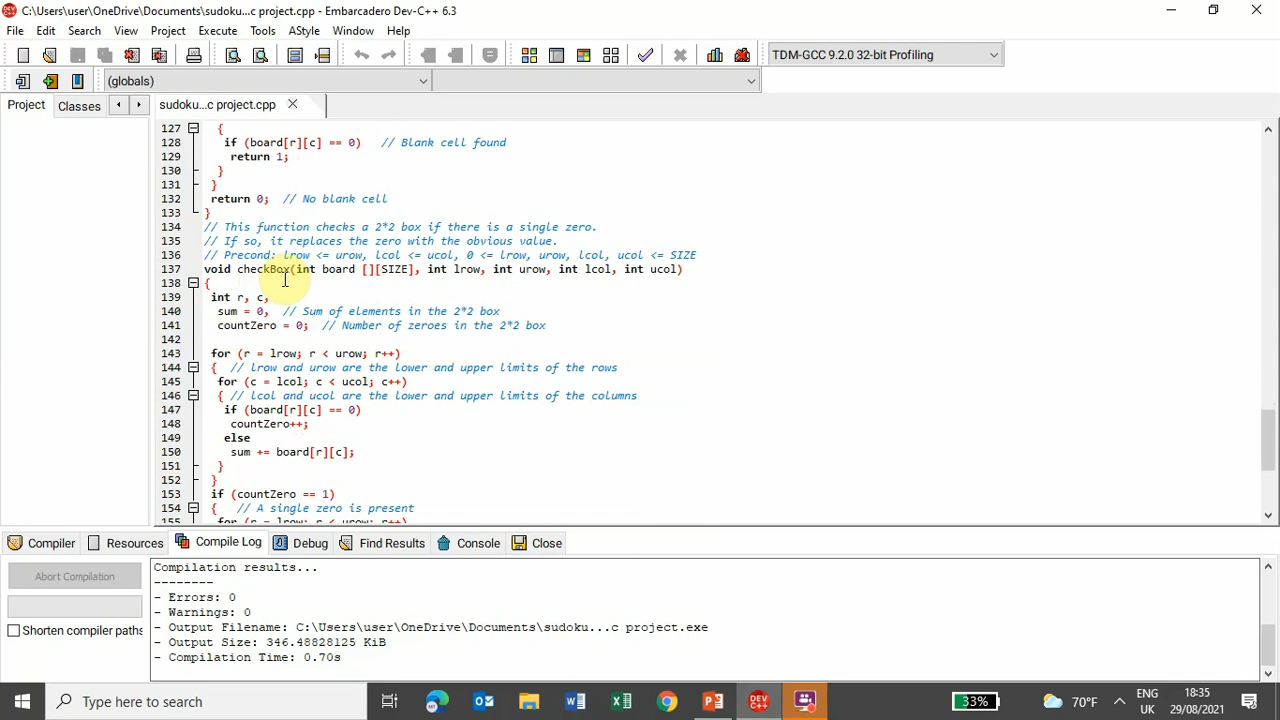 C:\Users\user\OneDrive\Documents\sudoku...c project.cpp - Embarcadero Dev-C++ 6.3
File Edit Search View Project Execute Tools AStyle Window Help
TDM-GCC 9.2.0 32-bit Profiling
(globals)
Project Classes sudoku...c project.cpp
127 {
128 if (board[r][c] == 0) // Blank cell found
129 return 1;
130 }
131 }
132 return 0; // No blank cell
133 }
134 // This function checks a 2*2 box if there is a single zero.
135 // If so, it replaces the zero with the obvious value.
136 // Precond: lrow <= urow, lcol <= ucol, 0 <= lrow, urow, lcol, ucol <= SIZE
137 void checkBox(int board [][SIZE], int lrow, int urow, int lcol, int ucol)
138 {
139 int r, c,
140 sum = 0, // Sum of elements in the 2*2 box
141 countZero = 0; // Number of zeroes in the 2*2 box
142
143 for (r = lrow; r < urow; r++)
144 { // lrow and urow are the lower and upper limits of the rows
145 for (c = lcol; c < ucol; c++)
146 { // lcol and ucol are the lower and upper limits of the columns
147 if (board[r][c] == 0)
148 countZero++;
149 else
150 sum += board[r][c];
151 }
152 }
153 if (countZero == 1)
154 { // A single zero is present
155 for (r = lrow; r < urow; r++)
Compiler Resources Compile Log Debug Find Results Console Close
Abort Compilation
Shorten compiler paths
Compilation results...
--------
- Errors: 0
- Warnings: 0
- Output Filename: C:\Users\user\OneDrive\Documents\sudoku...c project.exe
- Output Size: 346.48828125 KiB
- Compilation Time: 0.70s
Type here to search
33%
70°F
ENG
UK
18:35
29/08/2021